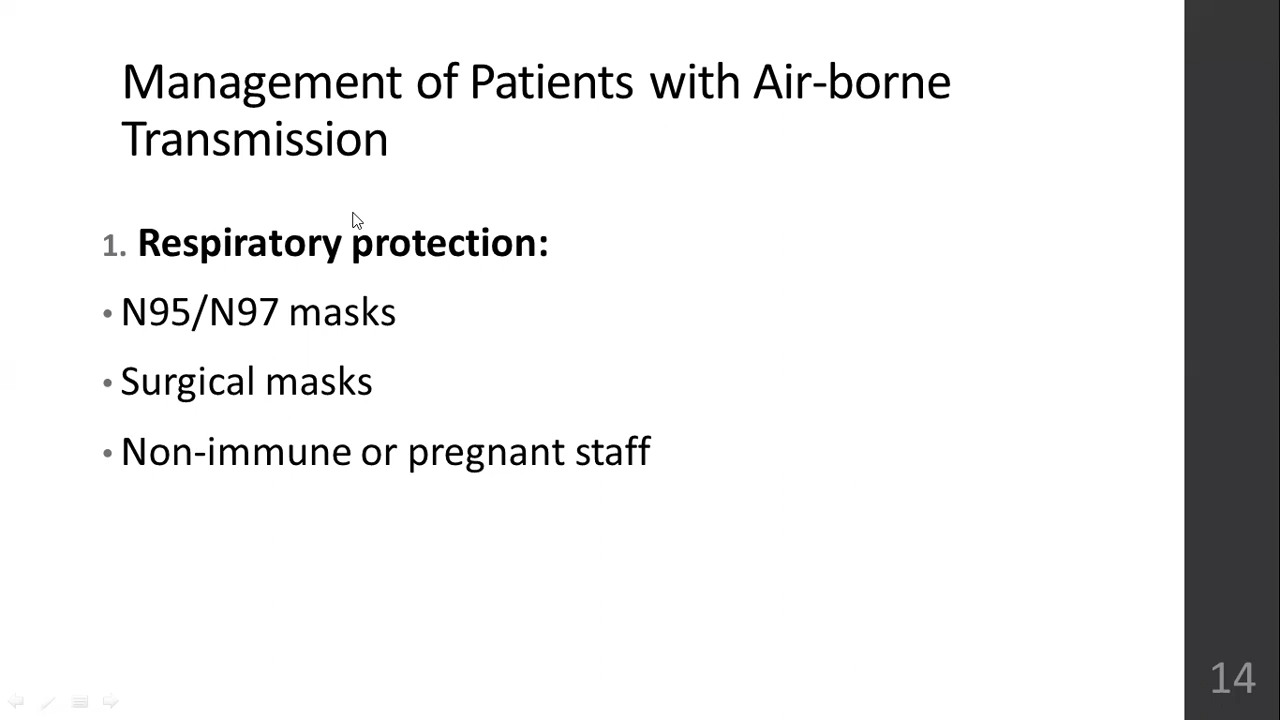 Management of Patients with Air-borne
Transmission
1. Respiratory protection:
• N95/N97 masks
• Surgical masks
• Non-immune or pregnant staff
14